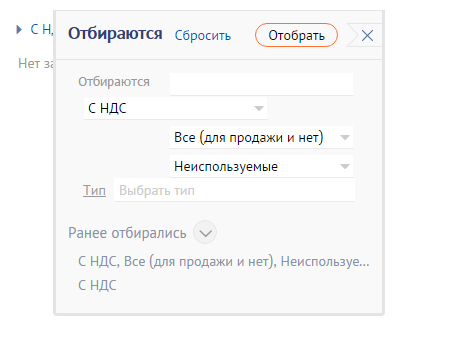 С НД
Отбираются Сбросить Отобрать
Нет за
Отбираются
С НДС
Все (для продажи и нет)
Неиспользуемые
Тип Выбрать тип
Ранее отбирались
С НДС, Все (для продажи и нет), Неиспользуе...
С НДС